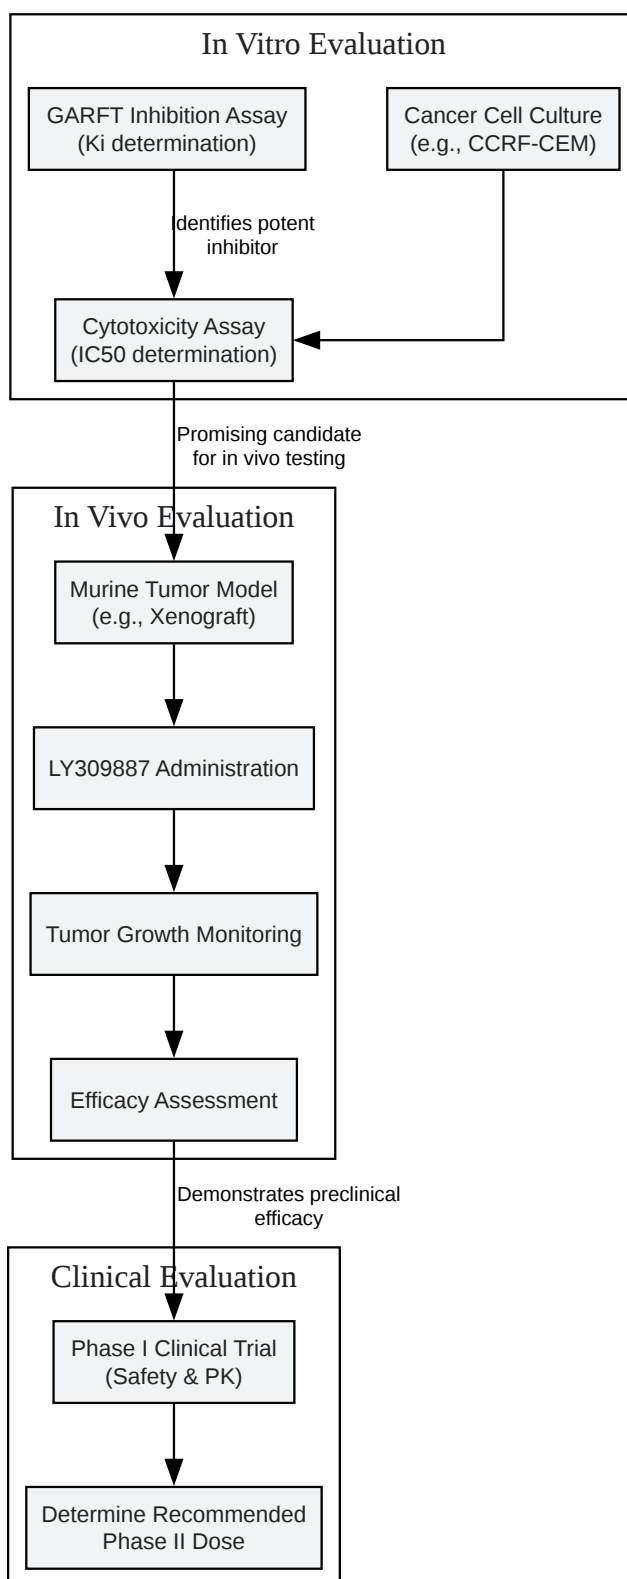 In Vitro Evaluation
GARFT Inhibition Assay
(Ki determination)
Cancer Cell Culture
(e.g., CCRF-CEM)
Identifies potent
inhibitor
Cytotoxicity Assay
(IC50 determination)
Promising candidate
for in vivo testing
In Vivo Evaluation
Murine Tumor Model
(e.g., Xenograft)
LY309887 Administration
Tumor Growth Monitoring
Efficacy Assessment
Demonstrates preclinical
efficacy
Clinical Evaluation
Phase I Clinical Trial
(Safety & PK)
Determine Recommended
Phase II Dose